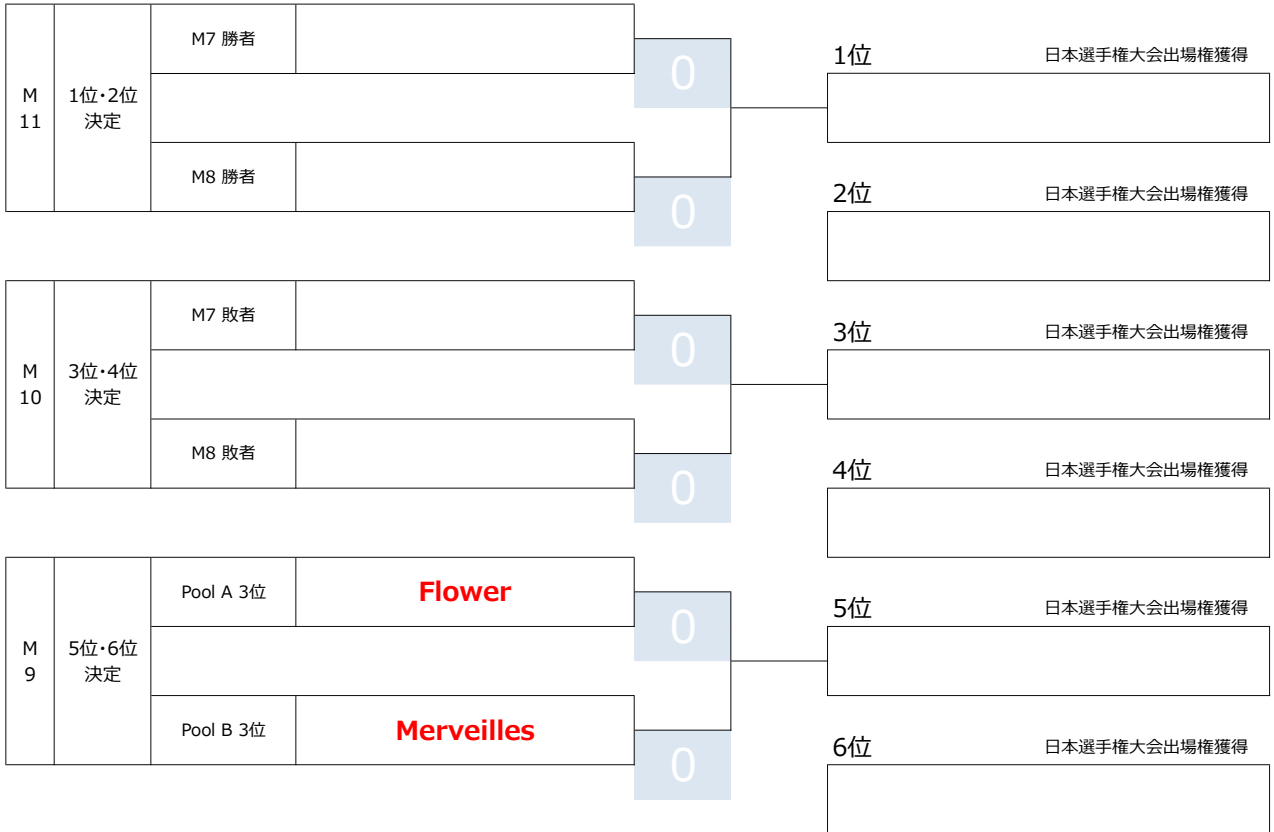 M7 勝者
0
1位 日本選手権大会出場権獲得
M
11
1位・2位
決定
M8 勝者
0
2位 日本選手権大会出場権獲得
M7 敗者
0
3位 日本選手権大会出場権獲得
M
10
3位・4位
決定
M8 敗者
0
4位 日本選手権大会出場権獲得
Pool A 3位 Flower
0
5位 日本選手権大会出場権獲得
M
9
5位・6位
決定
Pool B 3位 Merveilles
0
6位 日本選手権大会出場権獲得